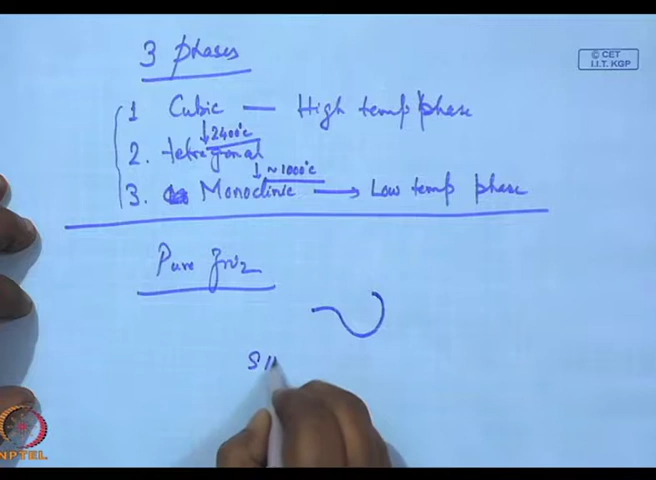 3 phases
© CET
I.I.T. KGP
1 Cubic — High temp phase
↓ 2400°c
2. tetragonal
↓ ~1000°c
3. Monoclinic → Low temp phase
Pure ZrO2
NPTEL